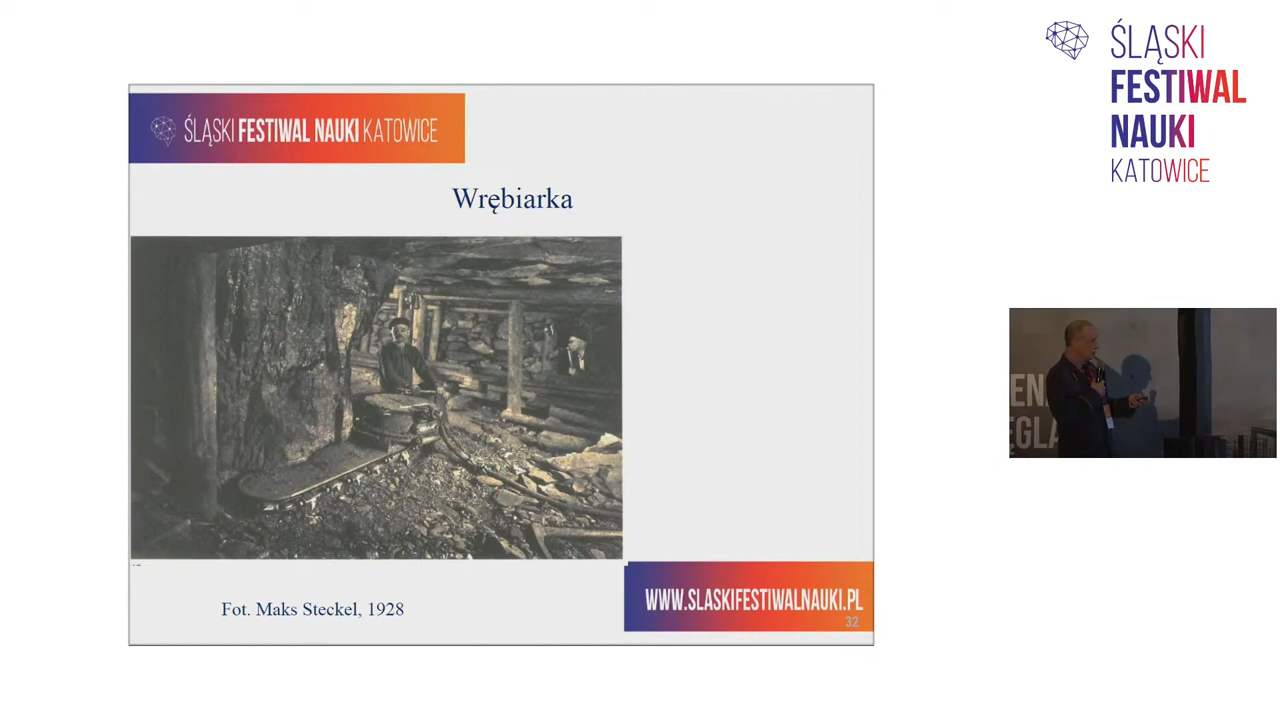 ŚLĄSKI FESTIWAL NAUKI KATOWICE
Wrębiarka
Fot. Maks Steckel, 1928
WWW.SLASKIFESTIWALNAUKI.PL
32
ŚLĄSKI
FESTIWAL
NAUKI
KATOWICE